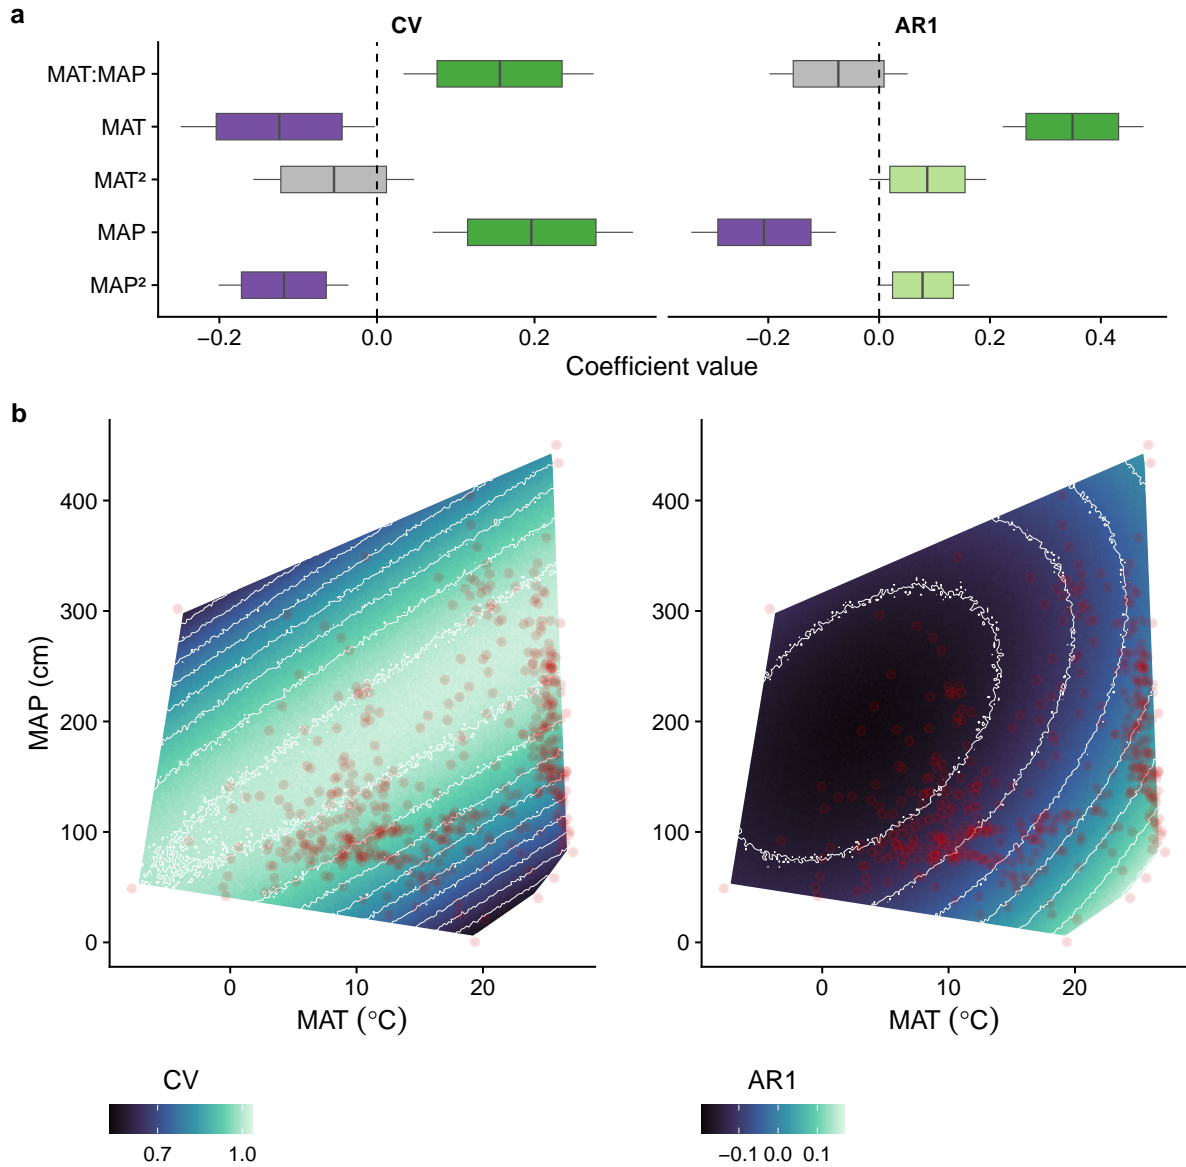 a
CV
AR1
MAT:MAP
MAT
MAT²
MAP
MAP²
−0.2 0.0 0.2
−0.2 0.0 0.2 0.4
Coefficient value
b
MAP (cm)
400
300
200
100
0
0 10 20
MAT (°C)
400
300
200
100
0
0 10 20
MAT (°C)
CV
0.7 1.0
AR1
−0.1 0.0 0.1